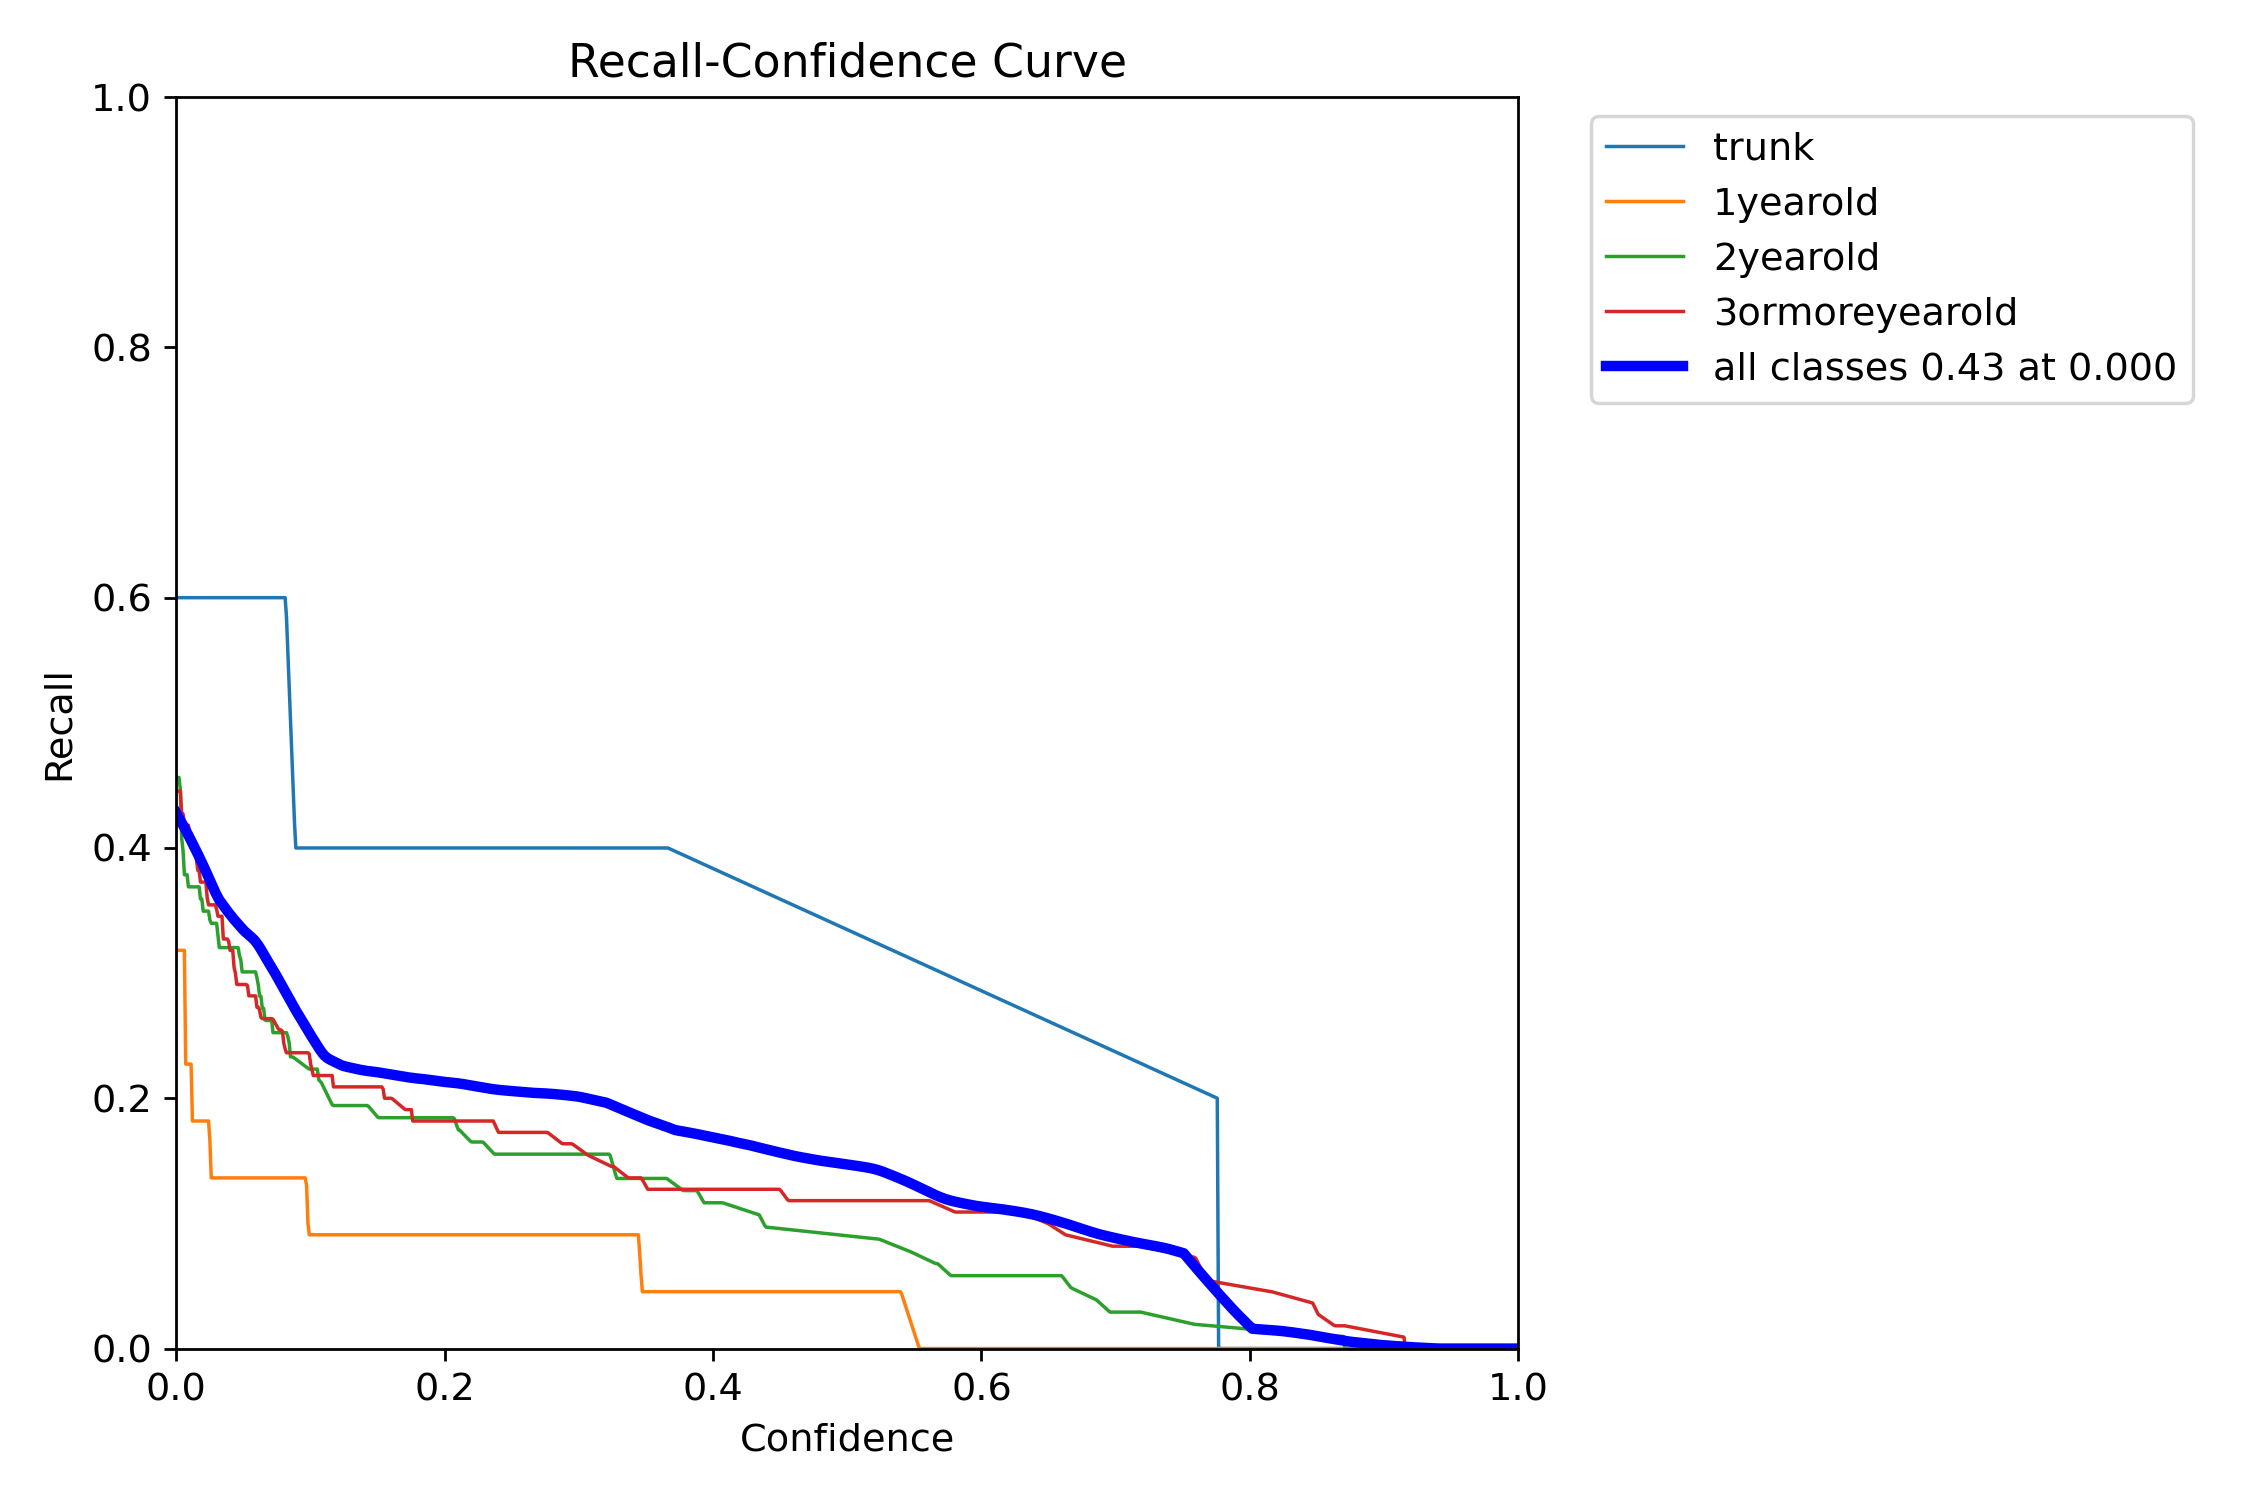 Recall-Confidence Curve
1.0
0.8
0.6
0.4
0.2
0.0
Recall
0.0 0.2 0.4 0.6 0.8 1.0
Confidence
trunk
1yearold
2yearold
3ormoreyearold
all classes 0.43 at 0.000